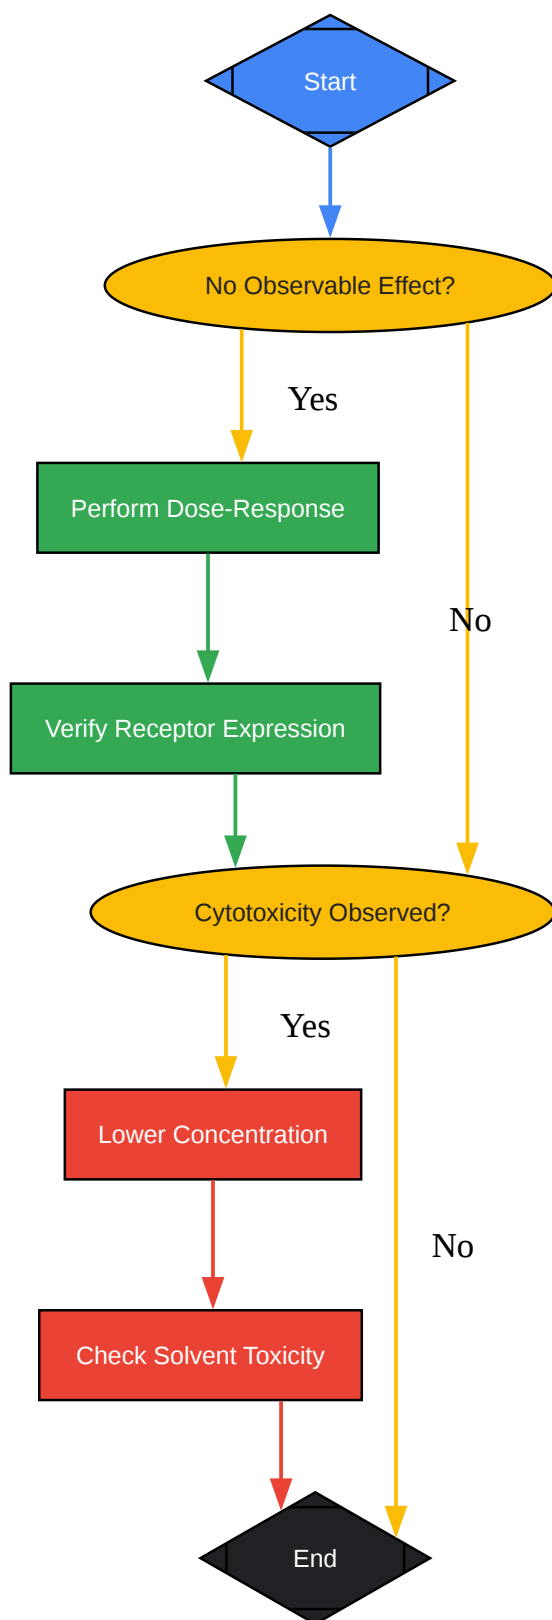 Start
No Observable Effect?
Yes
Perform Dose-Response
No
Verify Receptor Expression
Cytotoxicity Observed?
Yes
Lower Concentration
No
Check Solvent Toxicity
End